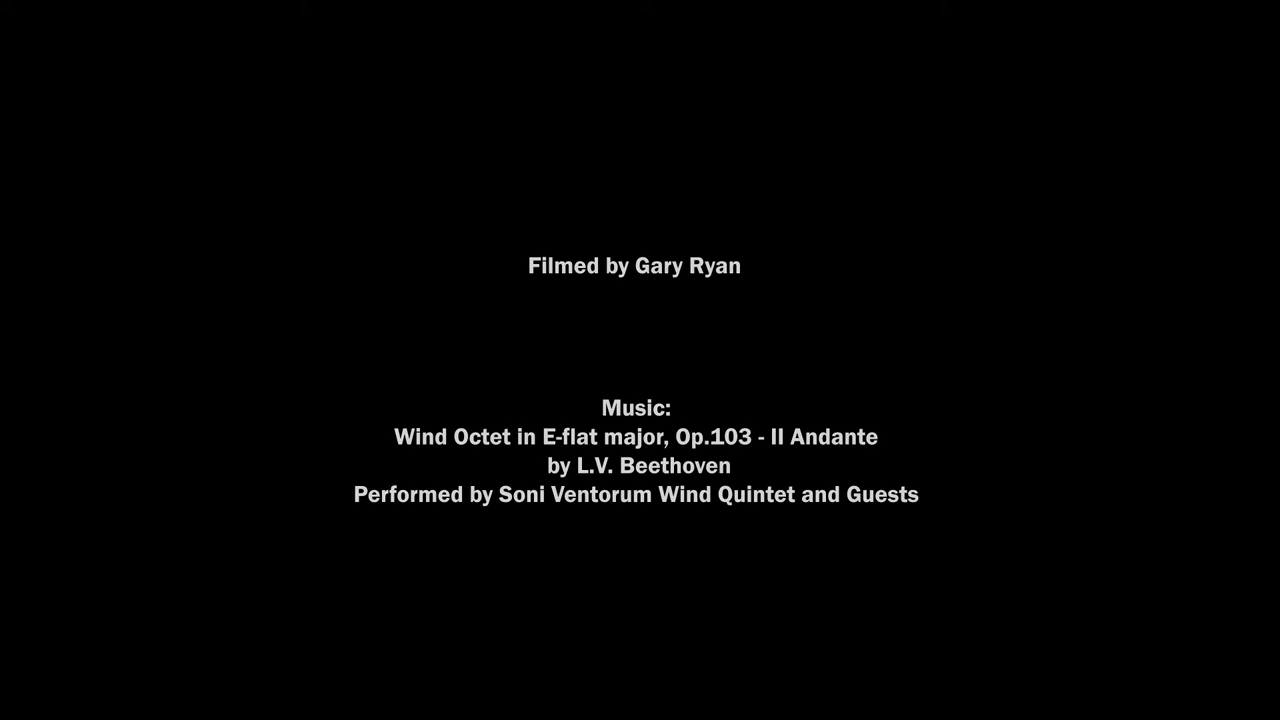 Filmed by Gary Ryan
Music:
Wind Octet in E-flat major, Op.103 - II Andante
by L.V. Beethoven
Performed by Soni Ventorum Wind Quintet and Guests